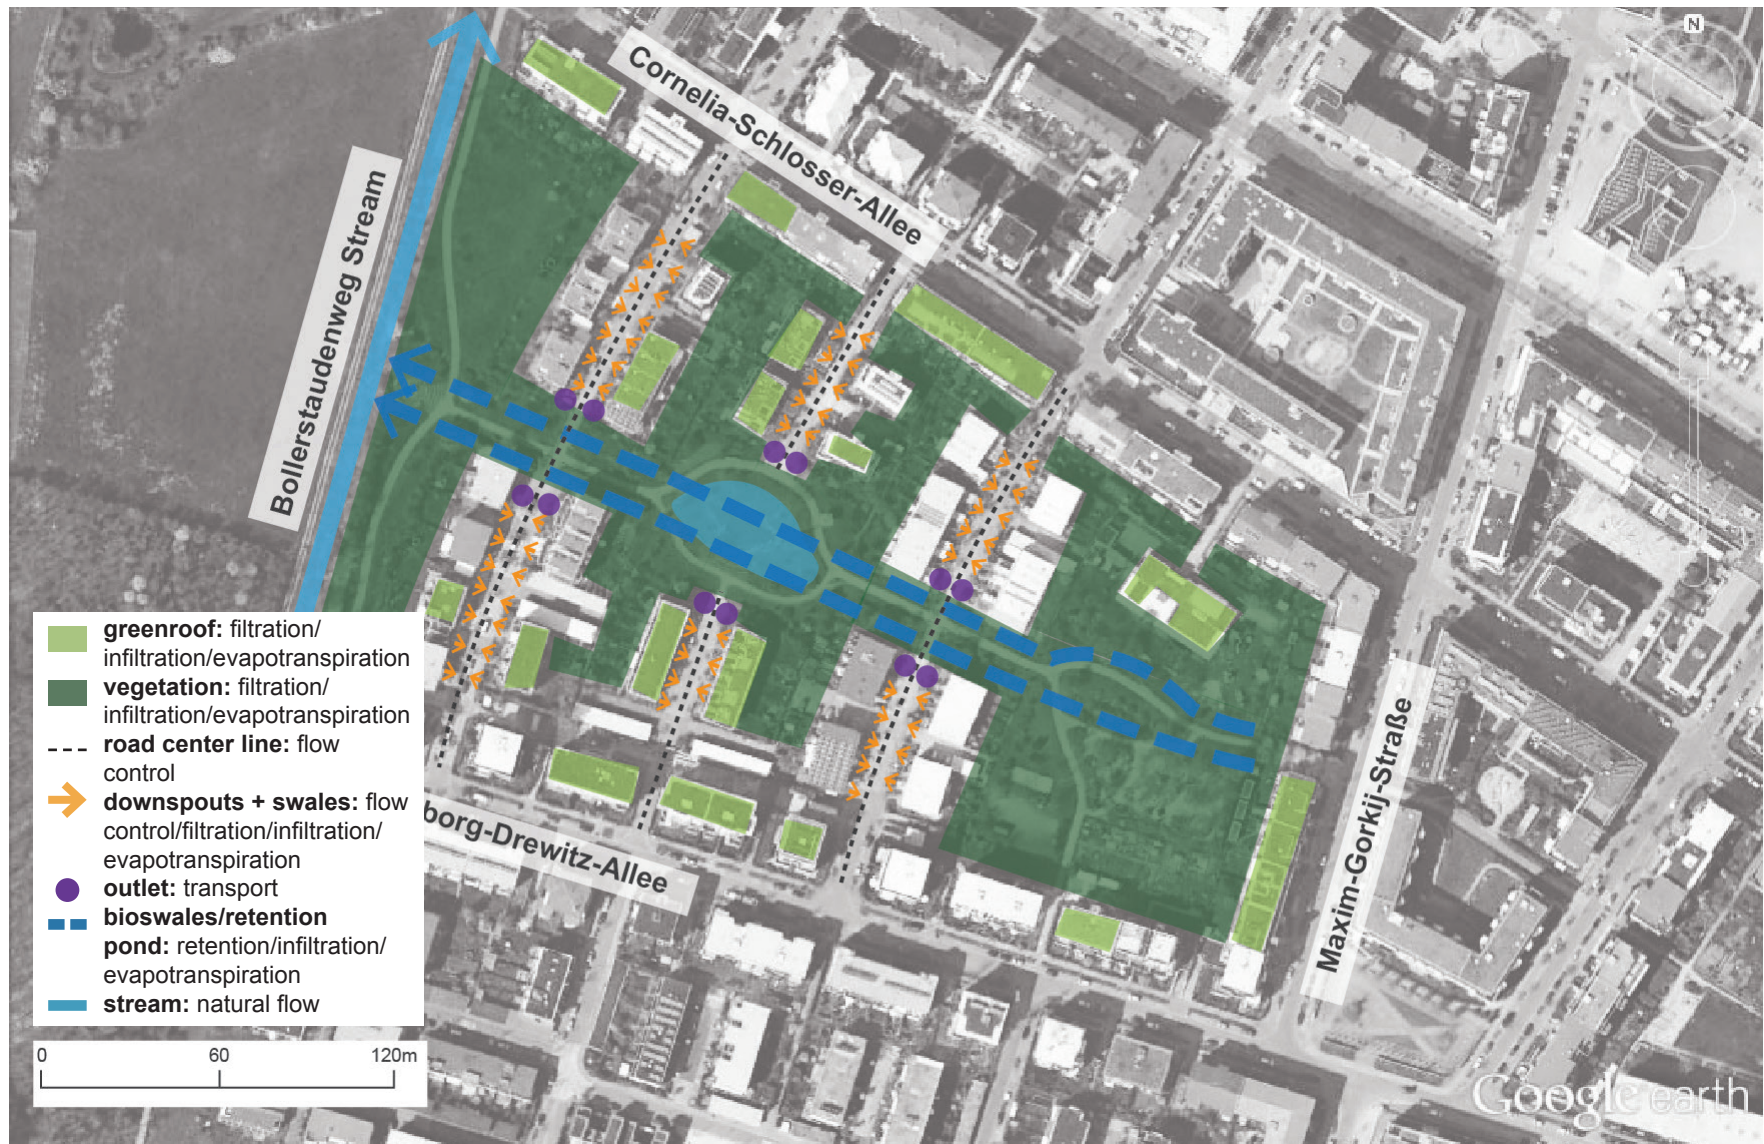 N
Cornelia-Schlosser-Allee
Bollerstaudenweg Stream
borg-Drewitz-Allee
Maxim-Gorkij-Straße
greenroof: filtration/
infiltration/evapotranspiration
vegetation: filtration/
infiltration/evapotranspiration
road center line: flow
control
downspouts + swales: flow
control/filtration/infiltration/
evapotranspiration
outlet: transport
bioswales/retention
pond: retention/infiltration/
evapotranspiration
stream: natural flow
0 60 120m
Google earth